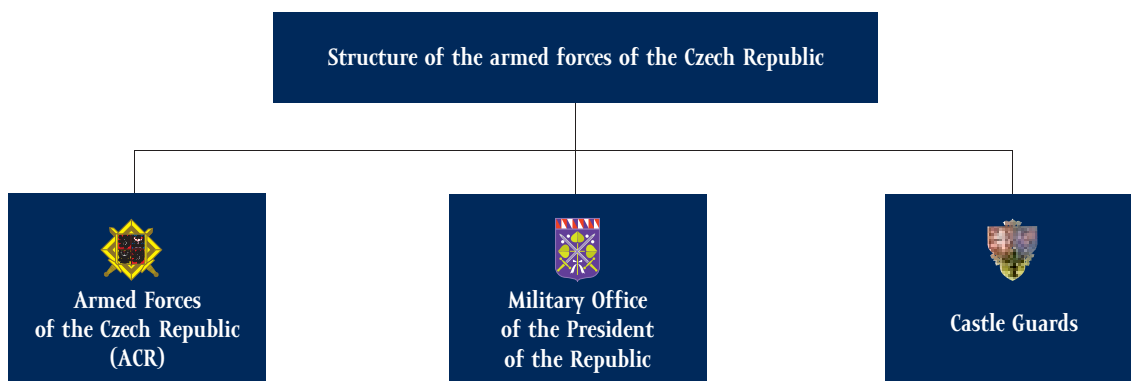 Structure of the armed forces of the Czech Republic
Armed Forces
of the Czech Republic
(ACR)
Military Office
of the President
of the Republic
Castle Guards